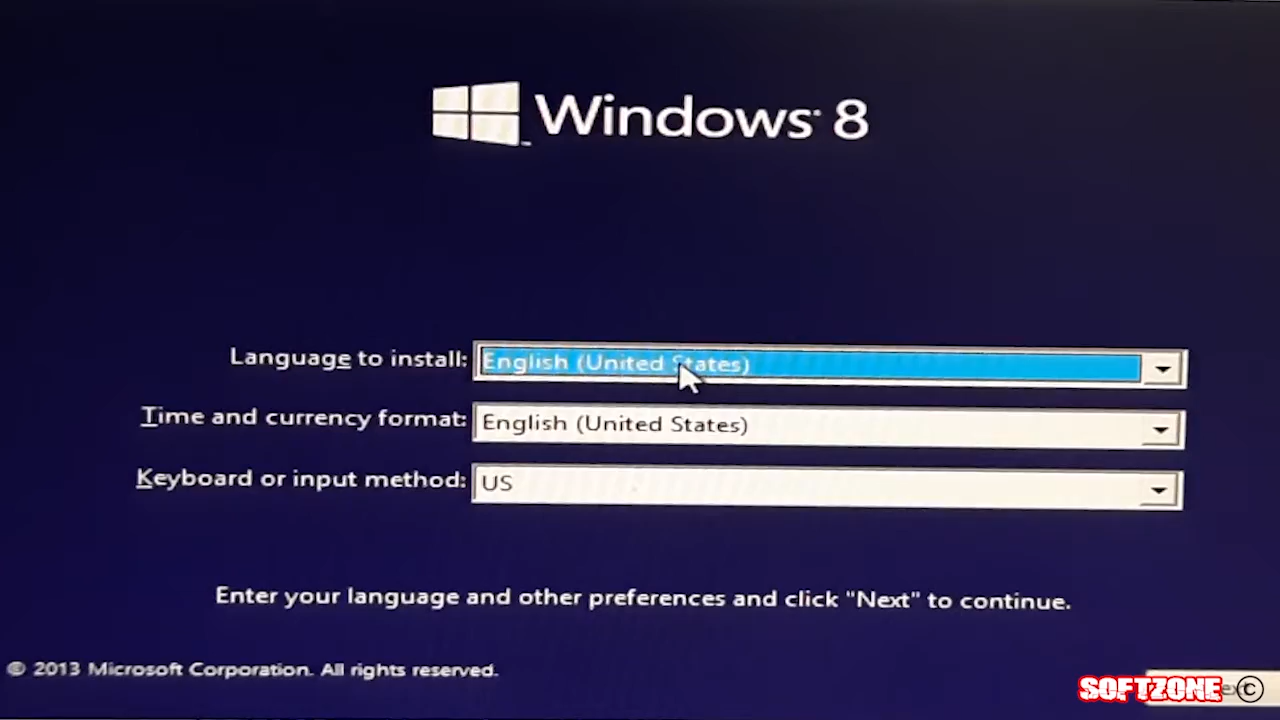 Windows 8
Language to install: English (United States)
Time and currency format: English (United States)
Keyboard or input method: US
Enter your language and other preferences and click "Next" to continue.
© 2013 Microsoft Corporation. All rights reserved.
SOFTZONE ©